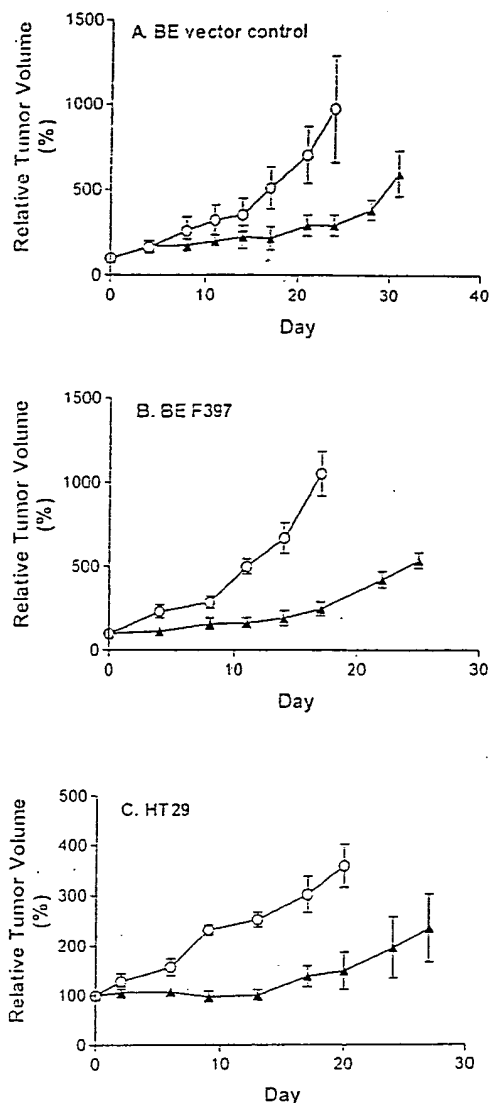 A. BE vector control
1500
1000
500
0
Relative Tumor Volume
(%)
0 10 20 30 40
Day
B. BE F397
1500
1000
500
0
Relative Tumor Volume
(%)
0 10 20 30
Day
C. HT29
500
400
300
200
100
0
Relative Tumor Volume
(%)
0 10 20 30
Day